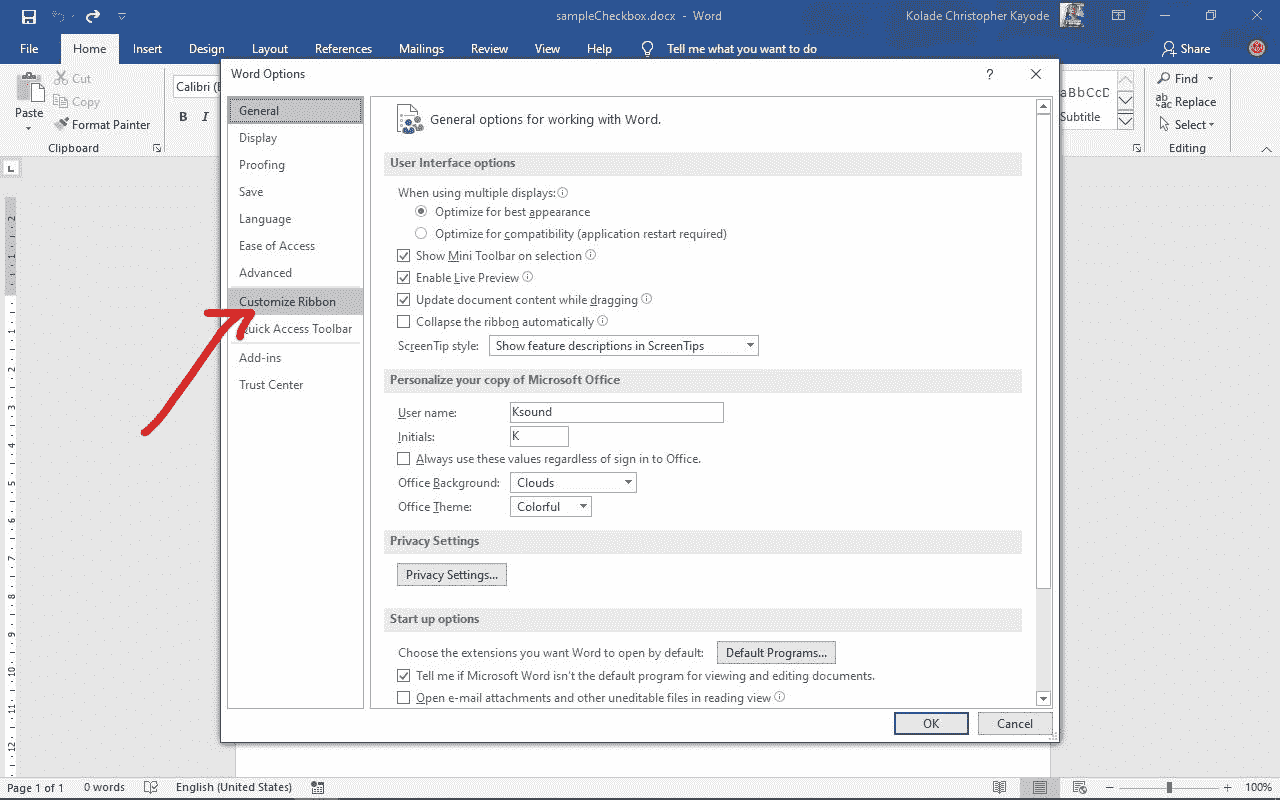 sampleCheckbox.docx - Word
Kolade Christopher Kayode
File Home Insert Design Layout References Mailings Review View Help Tell me what you want to do Share
Paste
Cut
Copy
Format Painter
Clipboard
Calibri (
B I
aBbCcD
Subtitle
Find
Replace
Select
Editing
Word Options
?
General
Display
Proofing
Save
Language
Ease of Access
Advanced
Customize Ribbon
Quick Access Toolbar
Add-ins
Trust Center
General options for working with Word.
User Interface options
When using multiple displays:
Optimize for best appearance
Optimize for compatibility (application restart required)
Show Mini Toolbar on selection
Enable Live Preview
Update document content while dragging
Collapse the ribbon automatically
ScreenTip style: Show feature descriptions in ScreenTips
Personalize your copy of Microsoft Office
User name: Ksound
Initials: K
Always use these values regardless of sign in to Office.
Office Background: Clouds
Office Theme: Colorful
Privacy Settings
Privacy Settings...
Start up options
Choose the extensions you want Word to open by default: Default Programs...
Tell me if Microsoft Word isn't the default program for viewing and editing documents.
Open e-mail attachments and other uneditable files in reading view
OK Cancel
Page 1 of 1 0 words English (United States) 100%